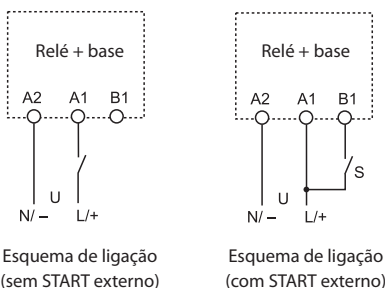 Relé + base
A2 A1 B1
U
N/ – L/+
Esquema de ligação
(sem START externo)
Relé + base
A2 A1 B1
S
U
N/ – L/+
Esquema de ligação
(com START externo)